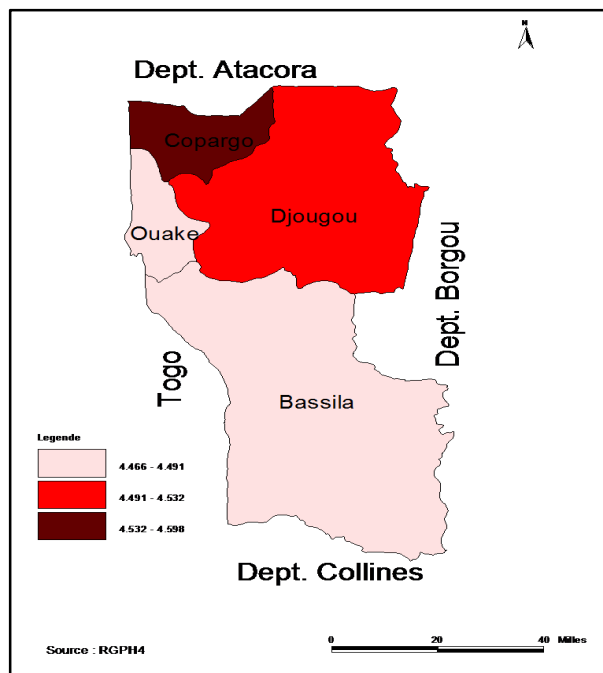 N
Dept. Atacora
Copargo
Djougou
Ouake
Dept. Borgou
Togo
Bassila
Legende
4.466 - 4.491
4.491 - 4.532
4.532 - 4.598
Dept. Collines
Source : RGPH4
0 20 40 Miles